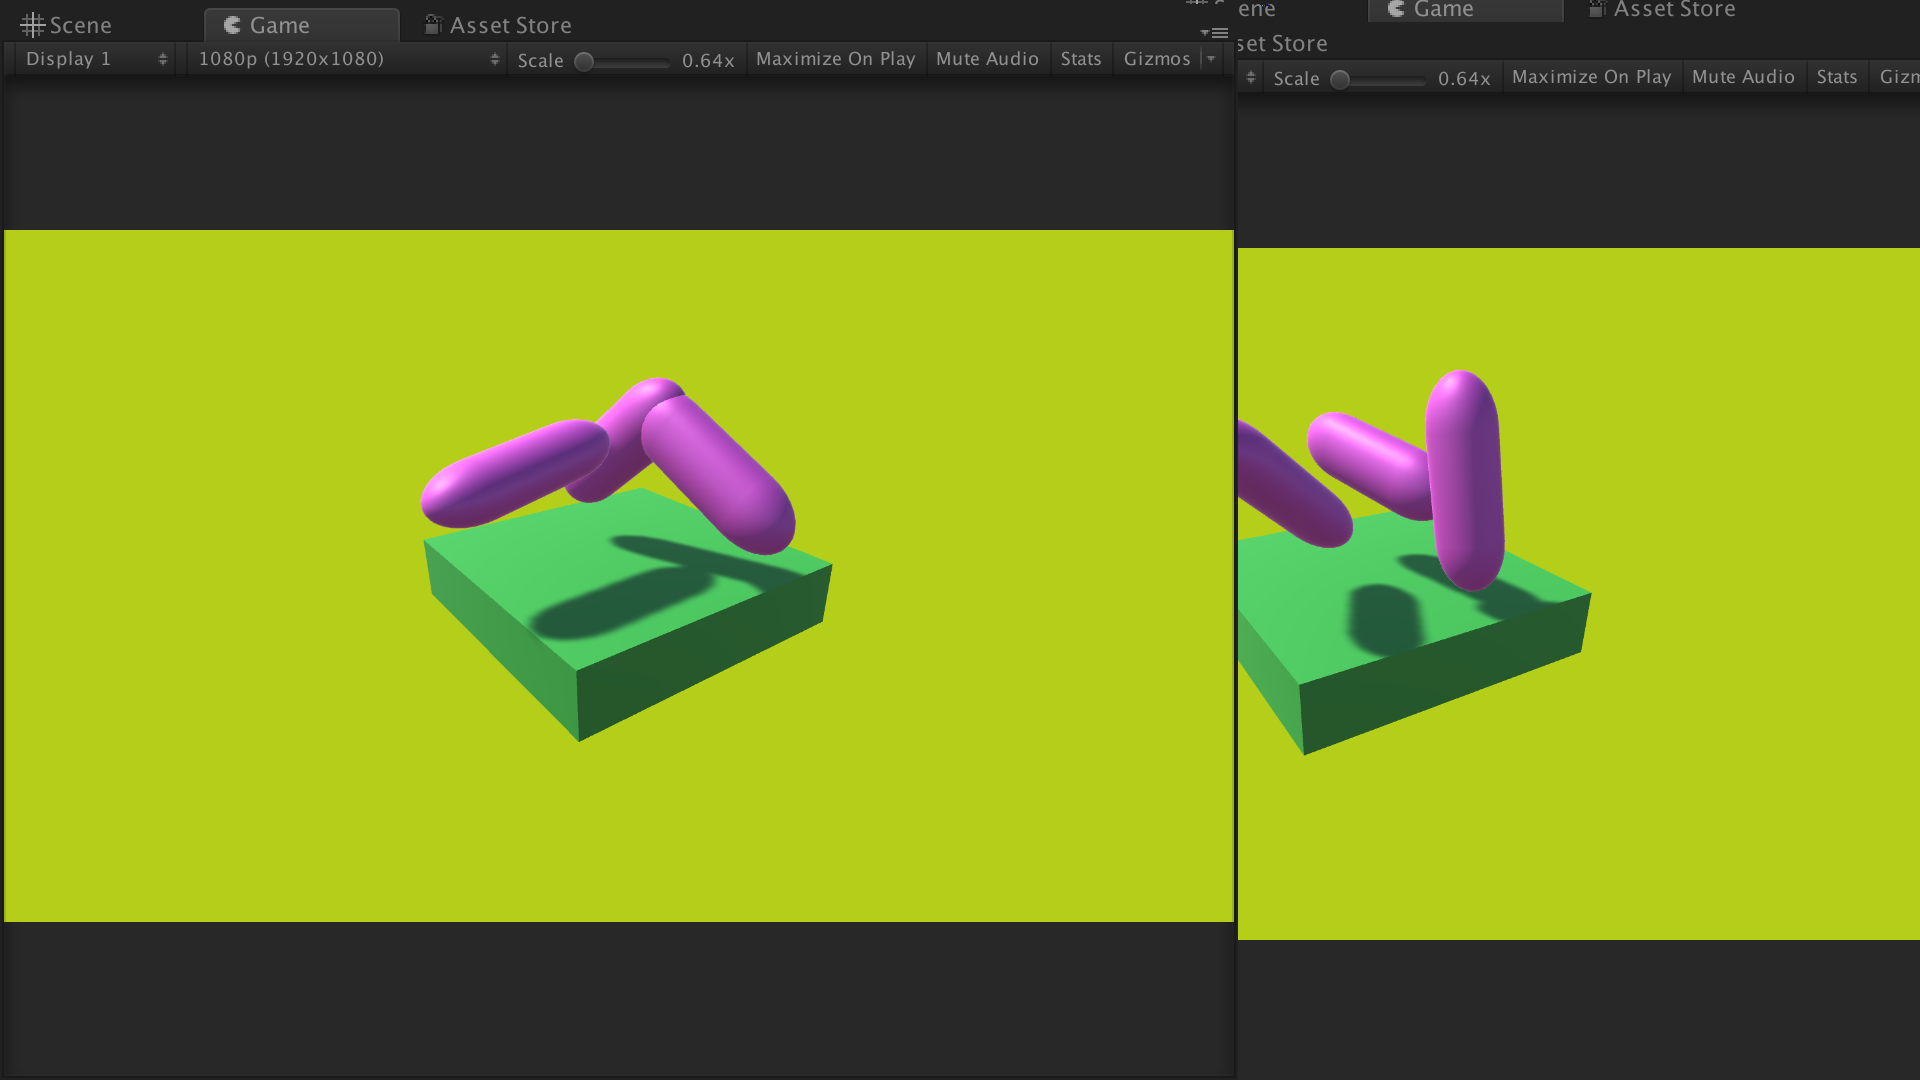 Scene Game Asset Store
Display 1 1080p (1920x1080) Scale 0.64x Maximize On Play Mute Audio Stats Gizmos
ene Game Asset Store
set Store
Scale 0.64x Maximize On Play Mute Audio Stats Gizm